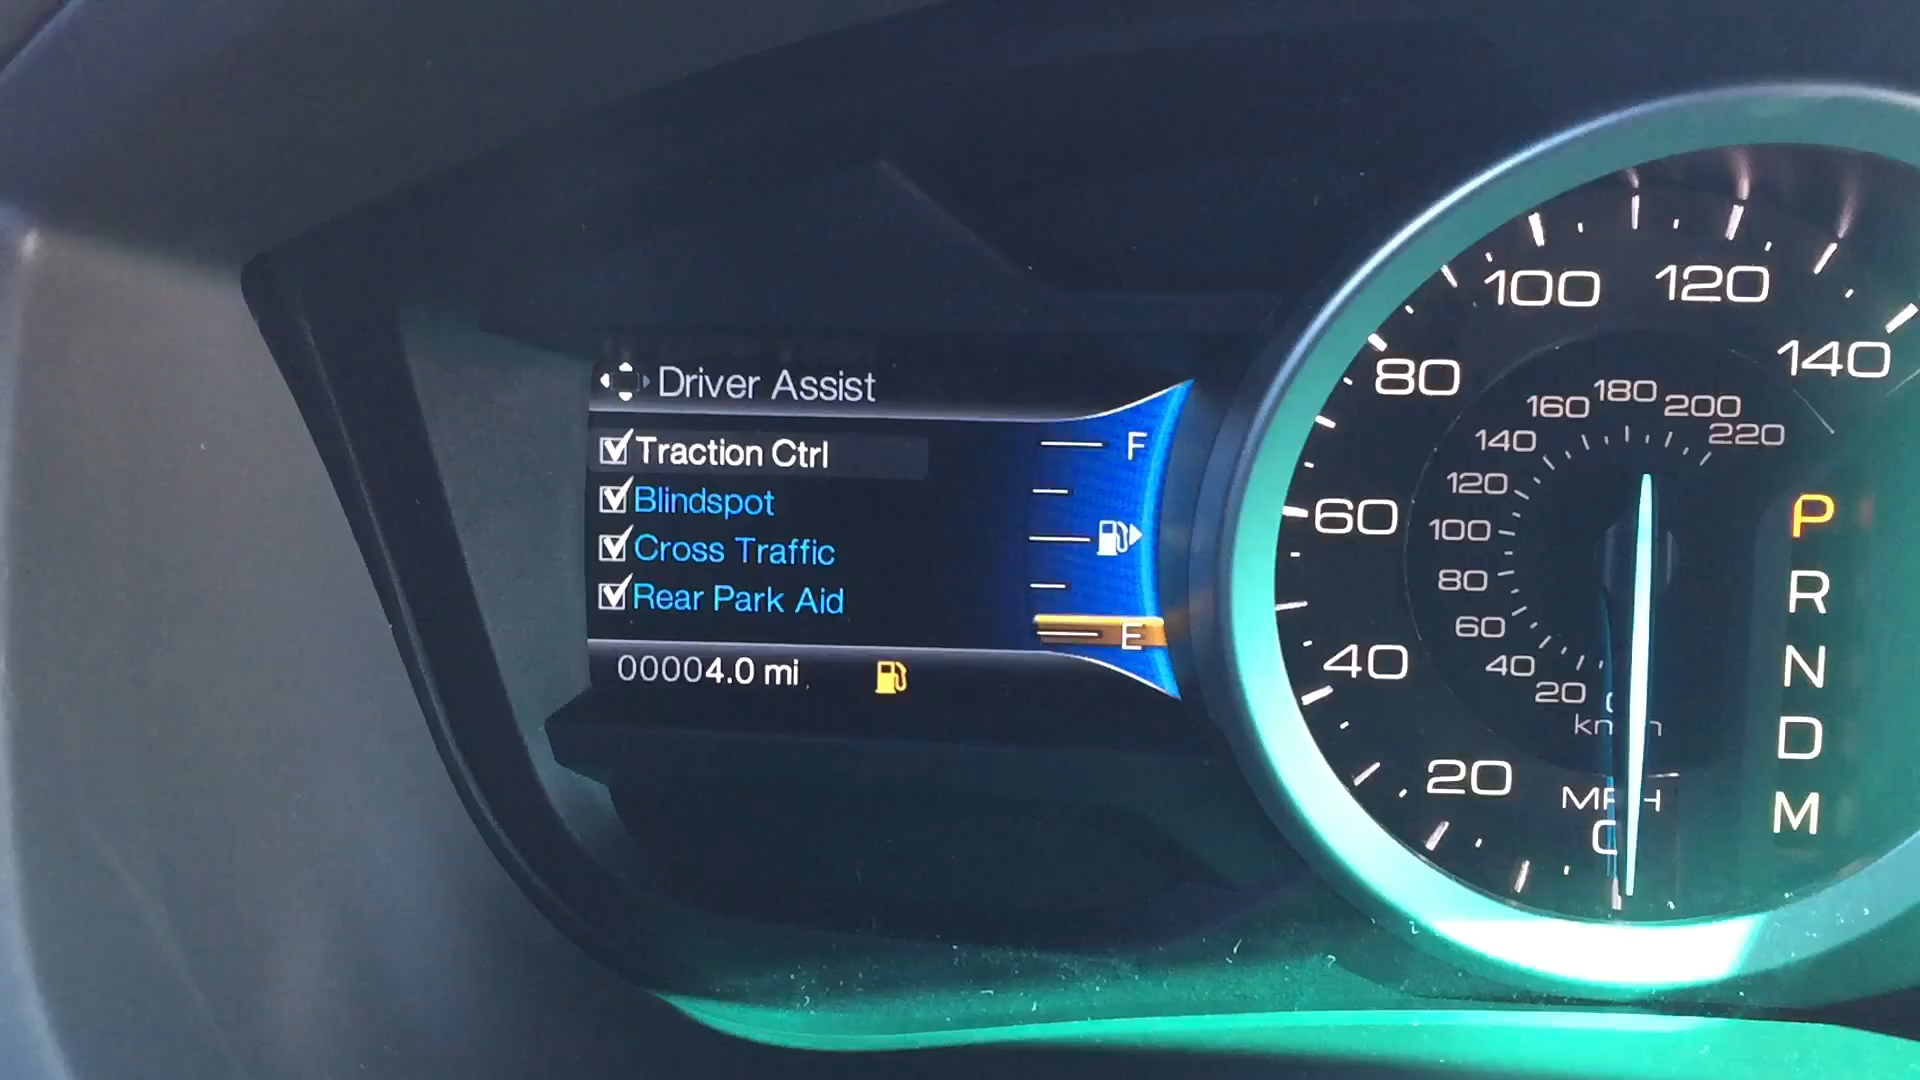 Driver Assist
Traction Ctrl
Blindspot
Cross Traffic
Rear Park Aid
00004.0 mi
F
E
20
40
60
80
100
120
140
20
40
60
80
100
120
140
160
180
200
220
P
R
N
D
M